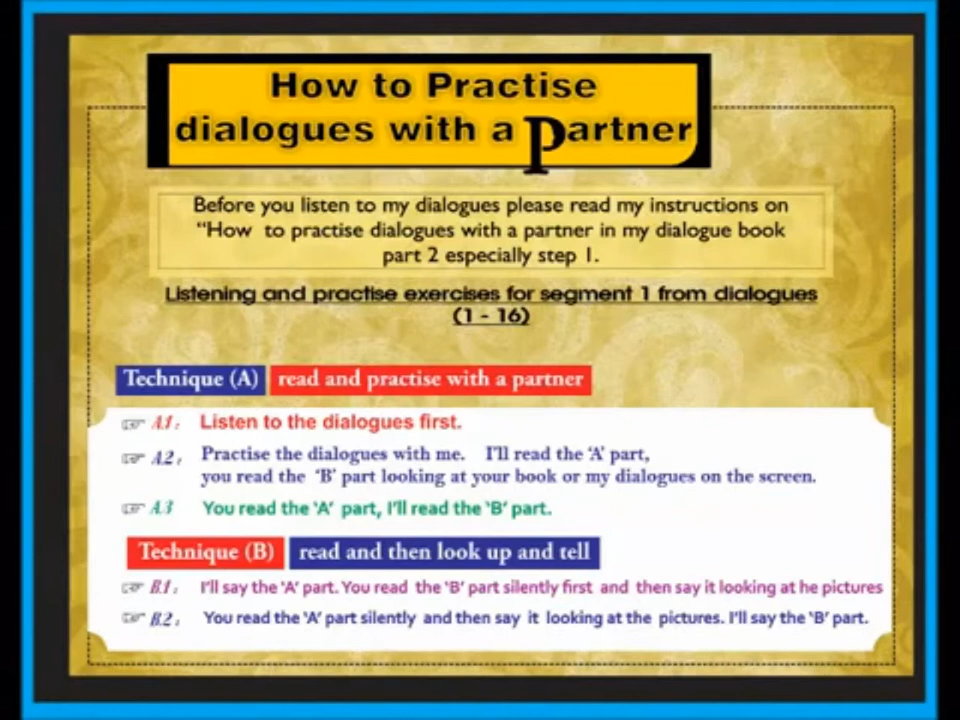 How to Practise
dialogues with a Partner
Before you listen to my dialogues please read my instructions on
“How to practise dialogues with a partner in my dialogue book
part 2 especially step 1.
Listening and practise exercises for segment 1 from dialogues
(1 - 16)
Technique (A) read and practise with a partner
A.1: Listen to the dialogues first.
A.2: Practise the dialogues with me. I'll read the ‘A’ part,
you read the ‘B’ part looking at your book or my dialogues on the screen.
A.3 You read the ‘A’ part, I'll read the ‘B’ part.
Technique (B) read and then look up and tell
B.1: I'll say the ‘A’ part. You read the ‘B’ part silently first and then say it looking at he pictures
B.2: You read the ‘A’ part silently and then say it looking at the pictures. I'll say the ‘B’ part.